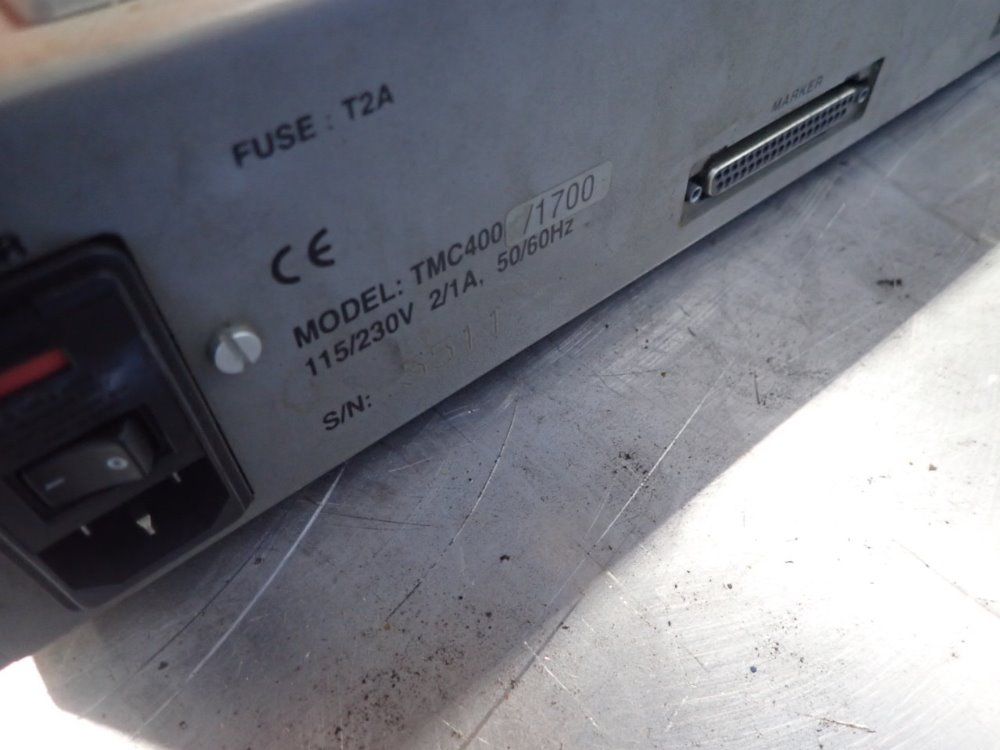 FUSE : T2A
MARKER
CE
MODEL: TMC400 /1700
115/230V 2/1A, 50/60Hz
S/N: